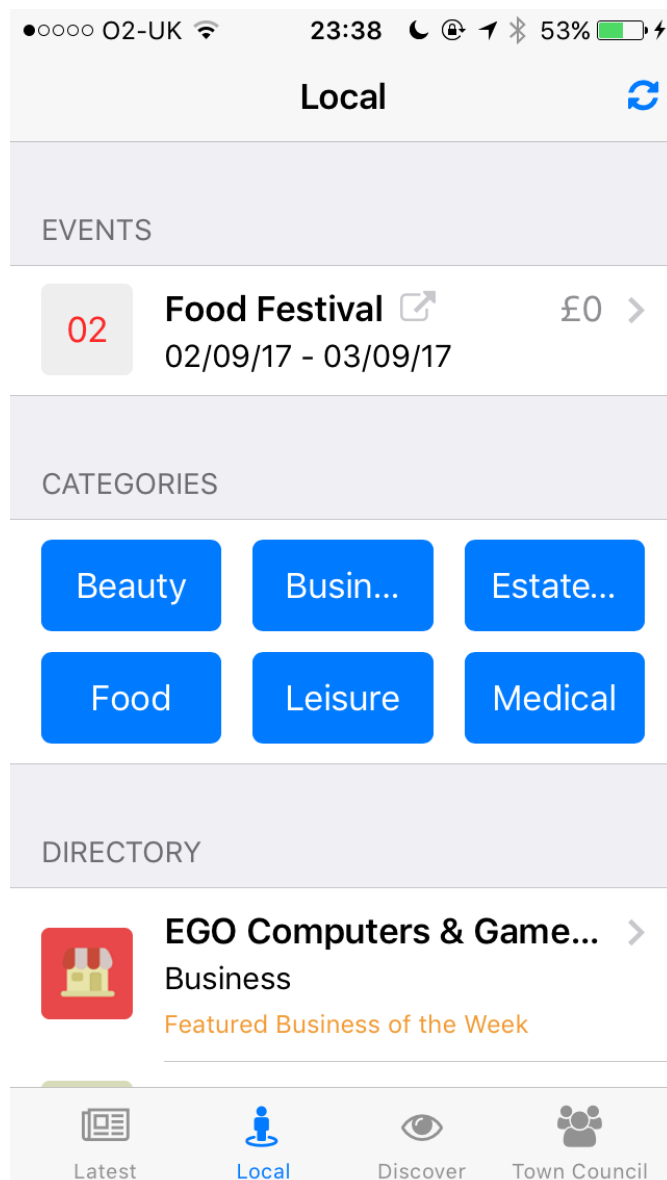 O2-UK 23:38 53%
Local
EVENTS
02
Food Festival £0
02/09/17 - 03/09/17
CATEGORIES
Beauty Busin... Estate...
Food Leisure Medical
DIRECTORY
EGO Computers & Game...
Business
Featured Business of the Week
Latest Local Discover Town Council